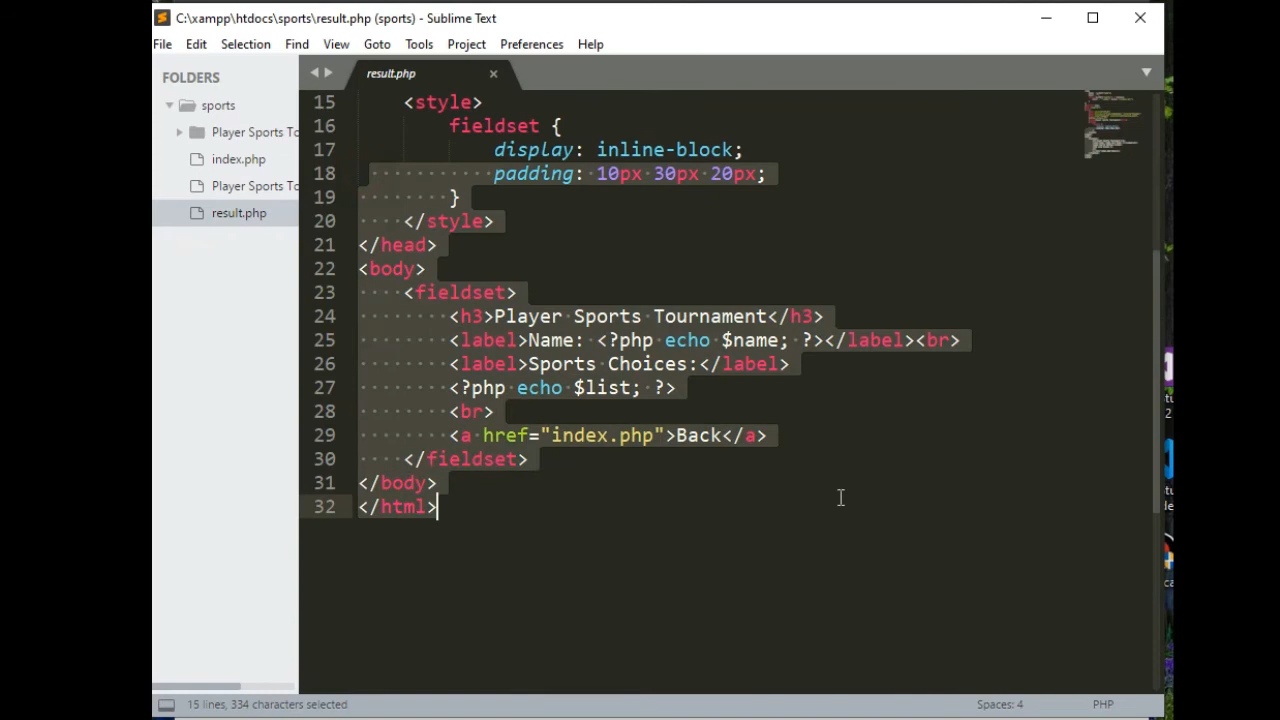 C:\xampp\htdocs\sports\result.php (sports) - Sublime Text
File Edit Selection Find View Goto Tools Project Preferences Help
FOLDERS
sports
Player Sports To
index.php
Player Sports To
result.php
result.php
15 <style>
16 fieldset {
17 display: inline-block;
18 padding: 10px 30px 20px;
19 }
20 </style>
21 </head>
22 <body>
23 <fieldset>
24 <h3>Player Sports Tournament</h3>
25 <label>Name: <?php echo $name; ?></label><br>
26 <label>Sports Choices:</label>
27 <?php echo $list; ?>
28 <br>
29 <a href="index.php">Back</a>
30 </fieldset>
31 </body>
32 </html>
15 lines, 334 characters selected
Spaces: 4
PHP